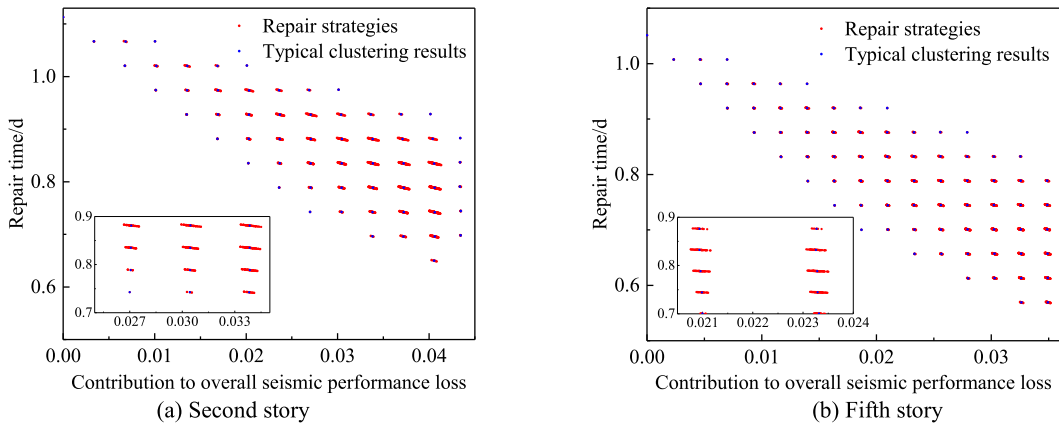 Repair strategies
Typical clustering results
1.0
0.8
0.6
Repair time/d
0.9
0.8
0.7
0.027 0.030 0.033
0.00 0.01 0.02 0.03 0.04
Contribution to overall seismic performance loss
(a) Second story
Repair strategies
Typical clustering results
1.0
0.8
0.6
Repair time/d
0.9
0.8
0.7
0.021 0.022 0.023 0.024
0.00 0.01 0.02 0.03
Contribution to overall seismic performance loss
(b) Fifth story